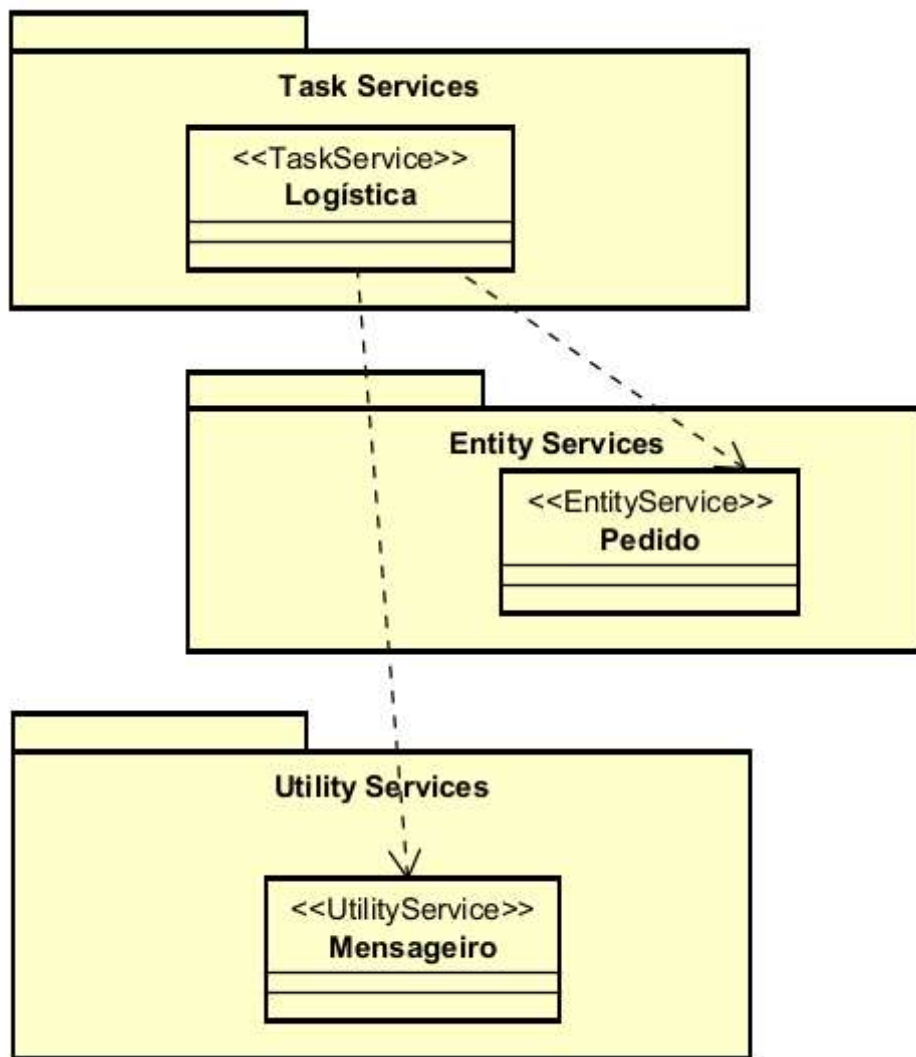 Task Services
<<TaskService>>
Logística
Entity Services
<<EntityService>>
Pedido
Utility Services
<<UtilityService>>
Mensageiro